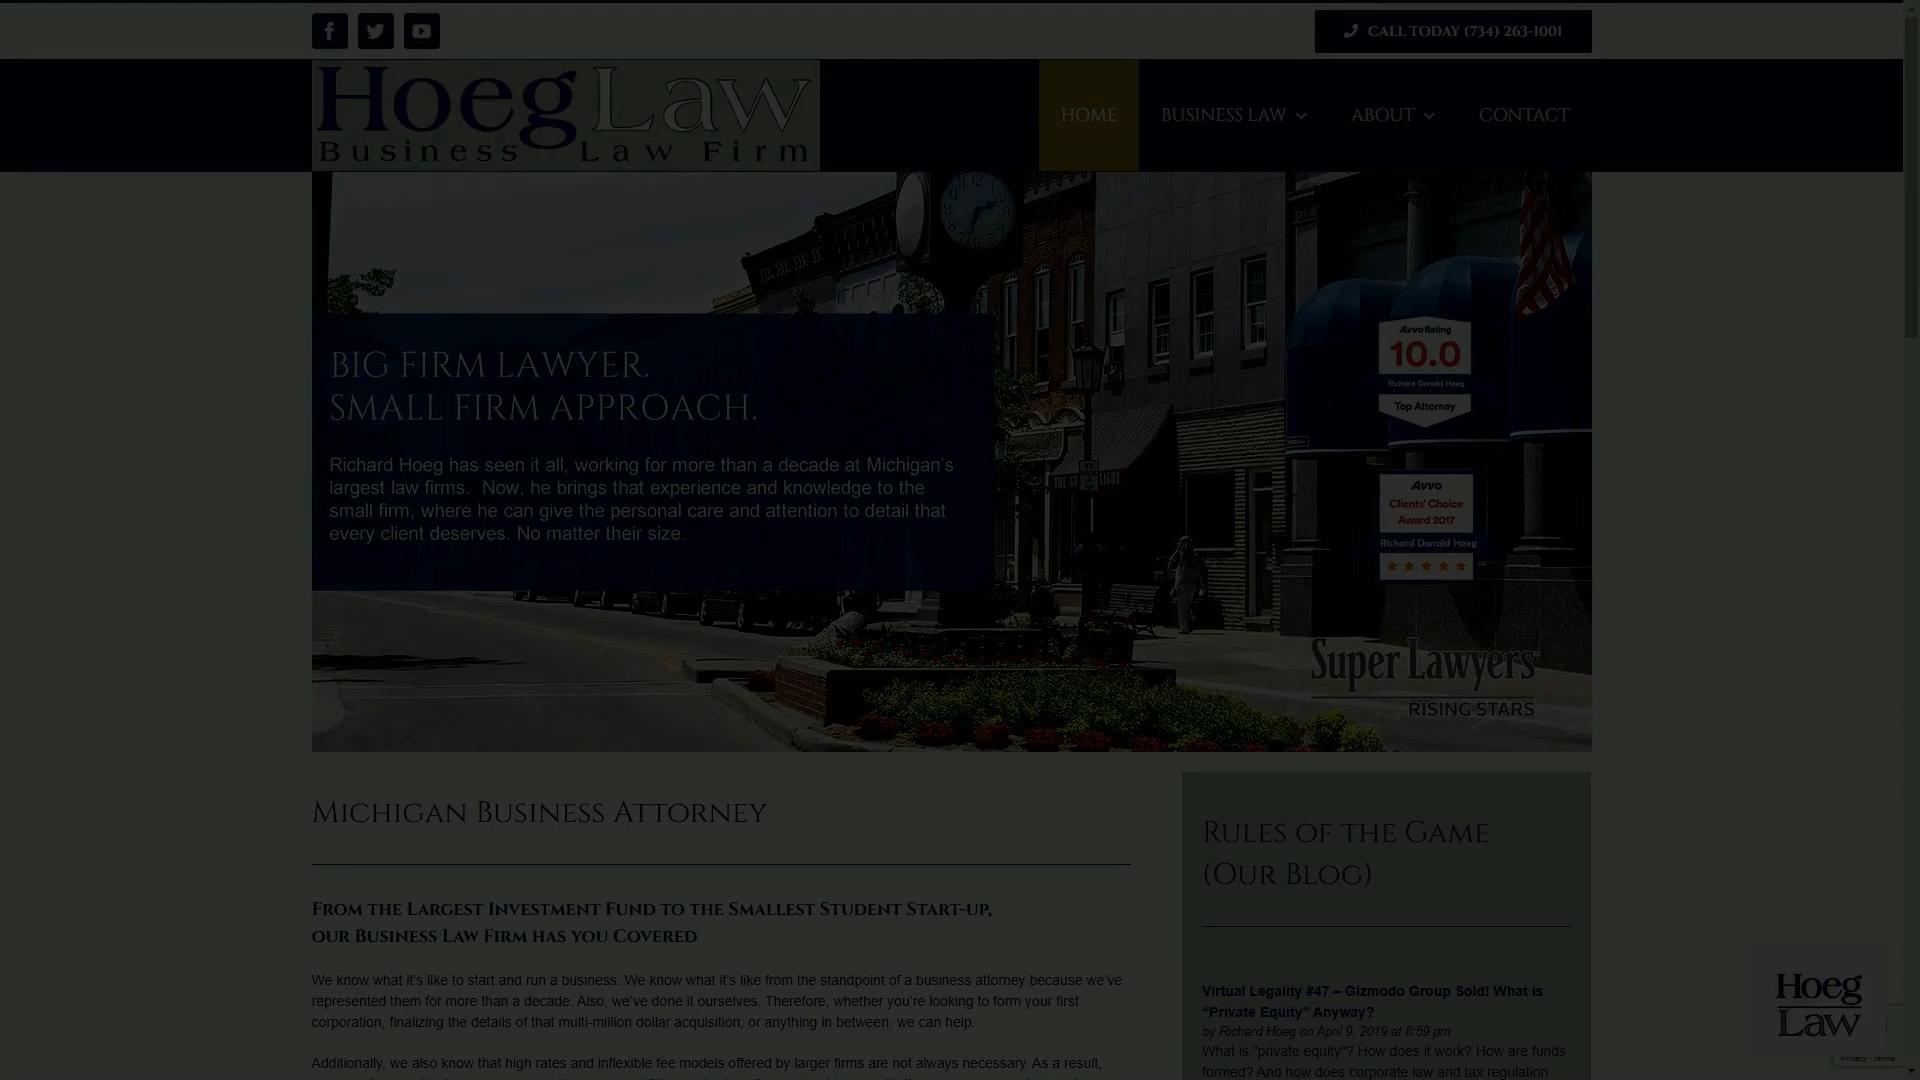 CALL TODAY (734) 263-1001
Hoeg Law
Business Law Firm
HOME
BUSINESS LAW
ABOUT
CONTACT
BIG FIRM LAWYER.
SMALL FIRM APPROACH.
Richard Hoeg has seen it all, working for more than a decade at Michigan's
largest law firms. Now, he brings that experience and knowledge to the
small firm, where he can give the personal care and attention to detail that
every client deserves. No matter their size.
Avvo Rating
10.0
Richard Donald Hoeg
Top Attorney
Avvo
Clients' Choice
Award 2017
Richard Donald Hoeg
Super Lawyers
RISING STARS
Michigan Business Attorney
From the Largest Investment Fund to the Smallest Student Start-up,
our Business Law Firm has you Covered
We know what it's like to start and run a business. We know what it's like from the standpoint of a business attorney because we've
represented them for more than a decade. Also, we've done it ourselves. Therefore, whether you're looking to form your first
corporation, finalizing the details of that multi-million dollar acquisition, or anything in between, we can help.
Additionally, we also know that high rates and inflexible fee models offered by larger firms are not always necessary. As a result,
Rules of the Game
(Our Blog)
Virtual Legality #47 – Gizmodo Group Sold! What is
“Private Equity” Anyway?
by Richard Hoeg on April 9, 2019 at 8:59 pm
What is "private equity"? How does it work? How are funds
formed? And how does corporate law and tax regulation
Hoeg
Law
Privacy - Terms